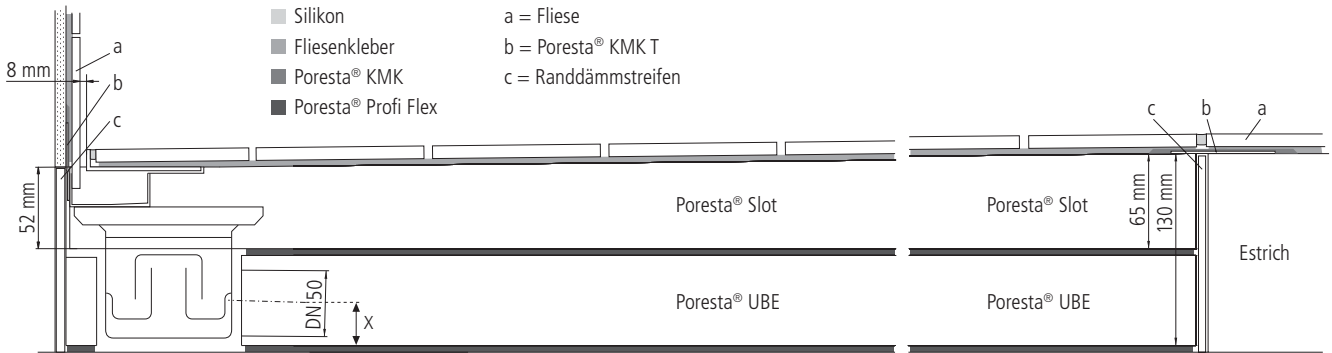 Silikon
Fliesenkleber
Poresta® KMK
Poresta® Profi Flex
a = Fliese
b = Poresta® KMK T
c = Randdämmstreifen
a
8 mm
b
c
52 mm
c
b
a
Poresta® Slot
Poresta® Slot
65 mm
130 mm
Estrich
DN 50
X
Poresta® UBE
Poresta® UBE